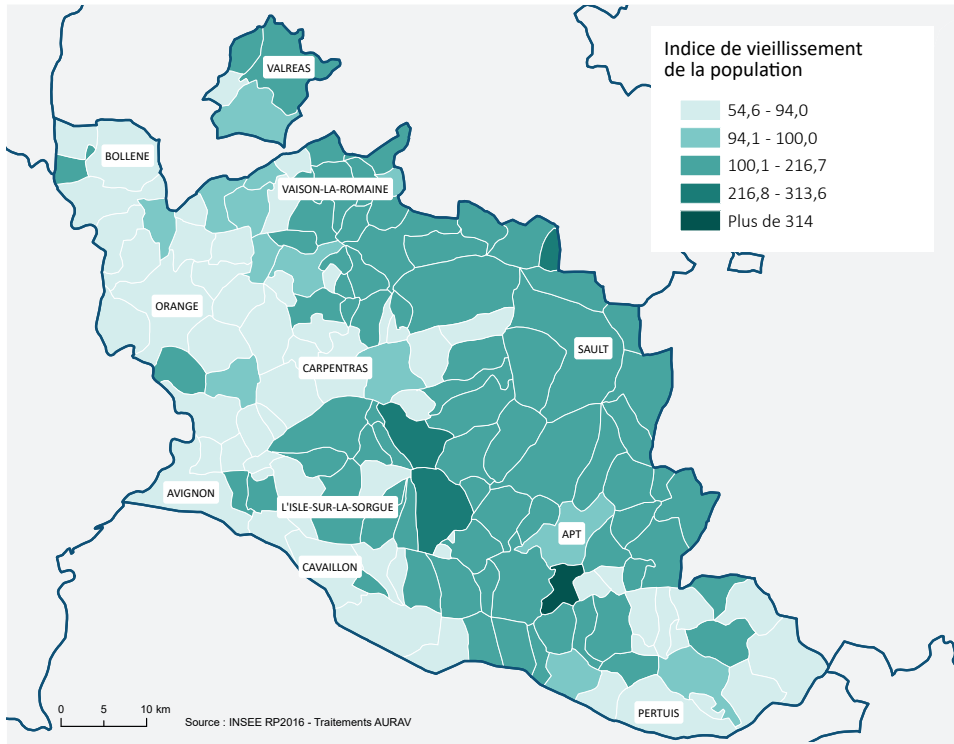 Indice de vieillissement
de la population
54,6 - 94,0
94,1 - 100,0
100,1 - 216,7
216,8 - 313,6
Plus de 314
VALREAS
BOLLENE
VAISON-LA-ROMAINE
ORANGE
SAULT
CARPENTRAS
AVIGNON
L'ISLE-SUR-LA-SORGUE
APT
CAVAILLON
PERTUIS
0 5 10 km
Source : INSEE RP2016 - Traitements AURAV